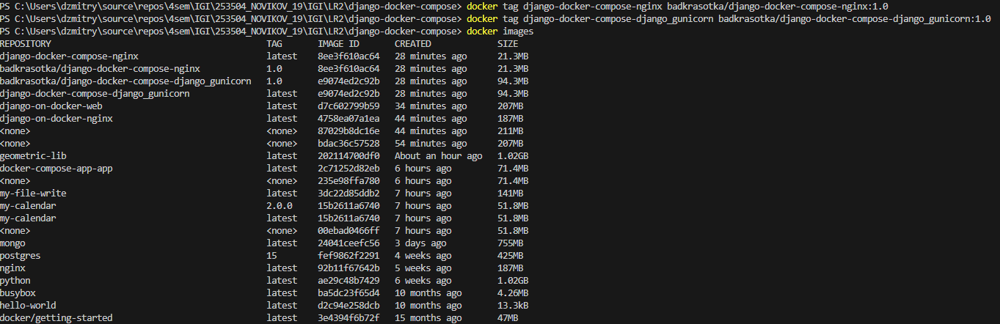 PS C:\Users\dzmitry\source\repos\4sem\IGI\253504_NOVIKOV_19\IGI\LR2\django-docker-compose> docker tag django-docker-compose-nginx badkrasotka/django-docker-compose-nginx:1.0
PS C:\Users\dzmitry\source\repos\4sem\IGI\253504_NOVIKOV_19\IGI\LR2\django-docker-compose> docker tag django-docker-compose-django_gunicorn badkrasotka/django-docker-compose-django_gunicorn:1.0
PS C:\Users\dzmitry\source\repos\4sem\IGI\253504_NOVIKOV_19\IGI\LR2\django-docker-compose> docker images
REPOSITORY TAG IMAGE ID CREATED SIZE
django-docker-compose-nginx latest 8ee3f610ac64 28 minutes ago 21.3MB
badkrasotka/django-docker-compose-nginx 1.0 8ee3f610ac64 28 minutes ago 21.3MB
badkrasotka/django-docker-compose-django_gunicorn 1.0 e9074ed2c92b 28 minutes ago 94.3MB
django-docker-compose-django_gunicorn latest e9074ed2c92b 28 minutes ago 94.3MB
django-on-docker-web latest d7c602799b59 34 minutes ago 207MB
django-on-docker-nginx latest 4758ea07a1ea 44 minutes ago 187MB
<none> <none> 87029b8dc16e 44 minutes ago 211MB
<none> <none> bdac36c57528 54 minutes ago 207MB
geometric-lib latest 202114700df0 About an hour ago 1.02GB
docker-compose-app-app latest 2c71252d82eb 6 hours ago 71.4MB
<none> <none> 235e98ffa780 6 hours ago 71.4MB
my-file-write latest 3dc22d85ddb2 7 hours ago 141MB
my-calendar 2.0.0 15b2611a6740 7 hours ago 51.8MB
my-calendar latest 15b2611a6740 7 hours ago 51.8MB
<none> <none> 00ebad0466ff 7 hours ago 51.8MB
mongo latest 24041ceefc56 3 days ago 755MB
postgres 15 fef9862f2291 4 weeks ago 425MB
nginx latest 92b11f67642b 5 weeks ago 187MB
python latest ae29c48b7429 6 weeks ago 1.02GB
busybox latest ba5dc23f65d4 10 months ago 4.26MB
hello-world latest d2c94e258dcb 10 months ago 13.3kB
docker/getting-started latest 3e4394f6b72f 15 months ago 47MB